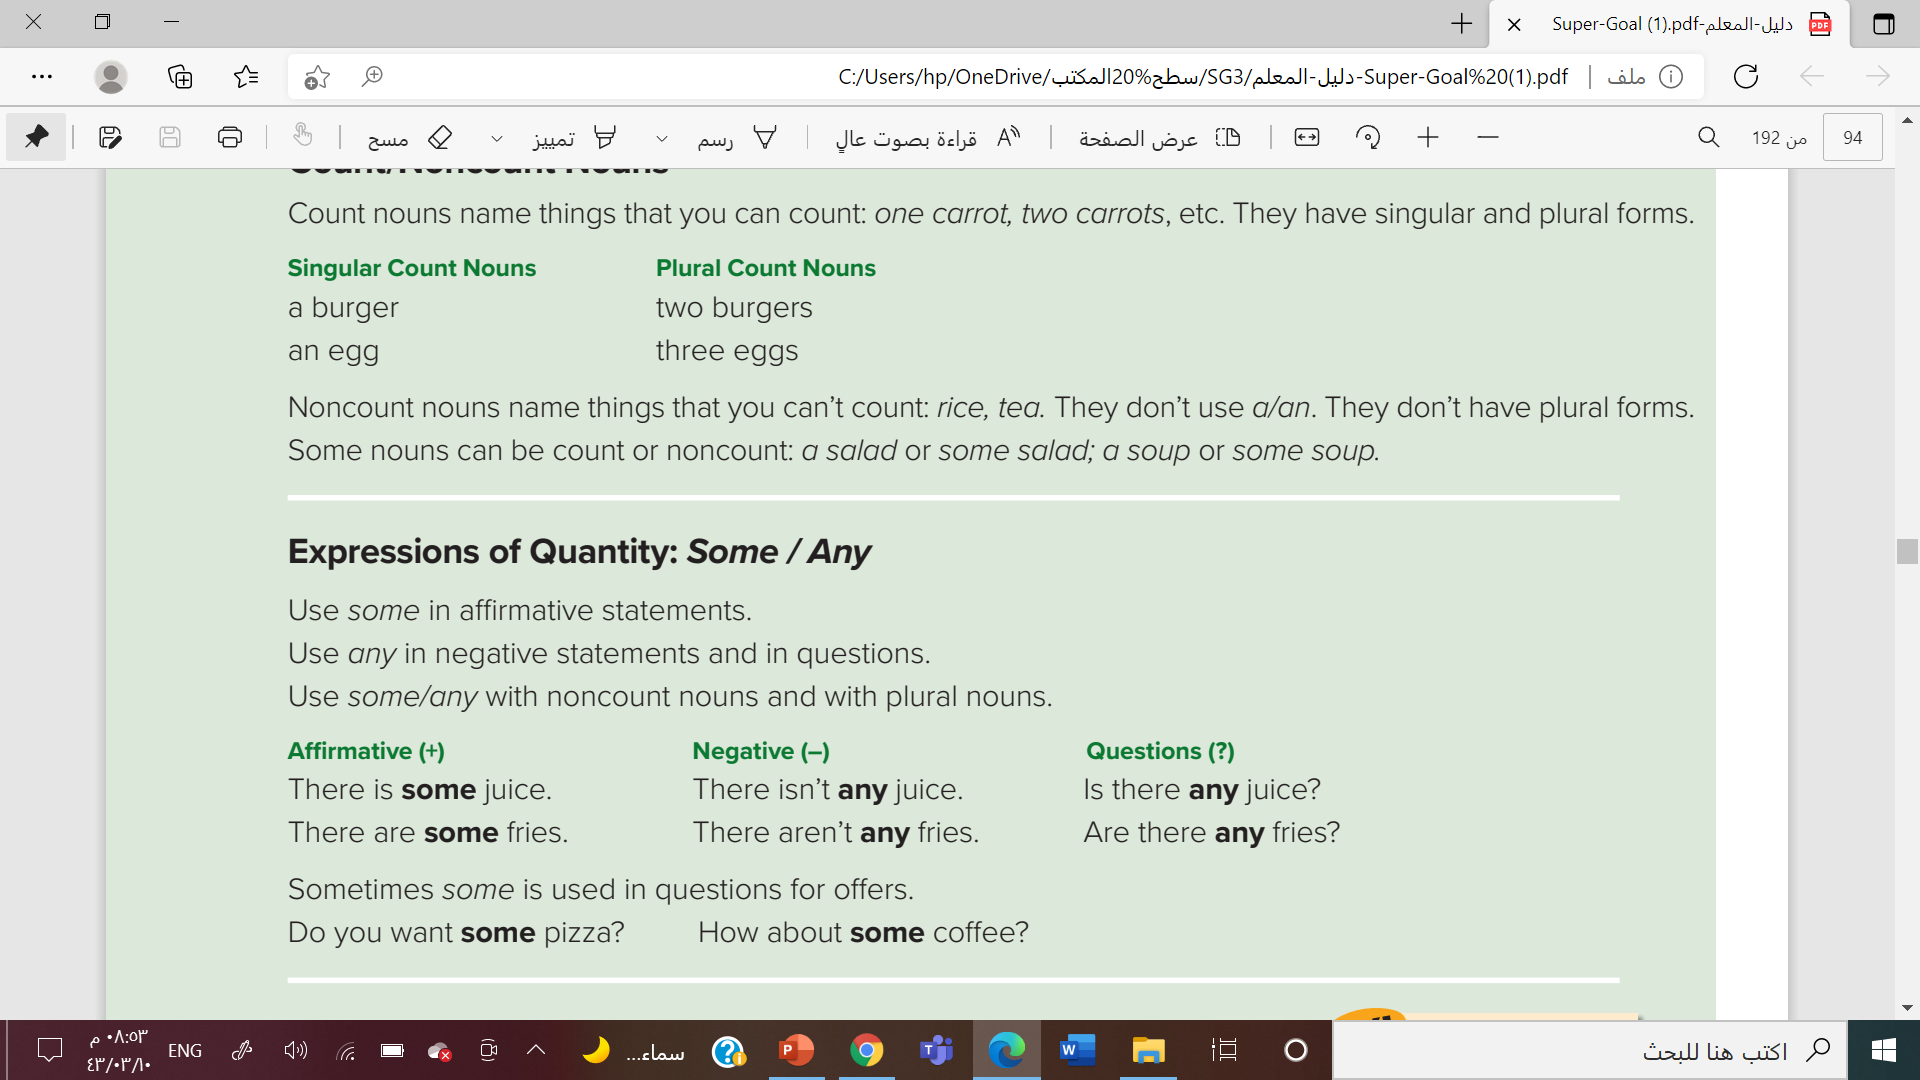 دليل-المعلم-Super-Goal (1).pdf
ملف
C:/Users/hp/OneDrive/سطح%20المكتب/SG3/دليل-المعلم-Super-Goal%20(1).pdf
94 من 192
عرض الصفحة
قراءة بصوت عالٍ
رسم
تمييز
مسح
Count/Noncount Nouns
Count nouns name things that you can count: one carrot, two carrots, etc. They have singular and plural forms.
Singular Count Nouns Plural Count Nouns
a burger two burgers
an egg three eggs
Noncount nouns name things that you can’t count: rice, tea. They don’t use a/an. They don’t have plural forms.
Some nouns can be count or noncount: a salad or some salad; a soup or some soup.
Expressions of Quantity: Some / Any
Use some in affirmative statements.
Use any in negative statements and in questions.
Use some/any with noncount nouns and with plural nouns.
Affirmative (+) Negative (–) Questions (?)
There is some juice. There isn’t any juice. Is there any juice?
There are some fries. There aren’t any fries. Are there any fries?
Sometimes some is used in questions for offers.
Do you want some pizza? How about some coffee?
اكتب هنا للبحث
سماء...
ENG
٠٨:٥٣ م
٤٣/٠٣/١٠